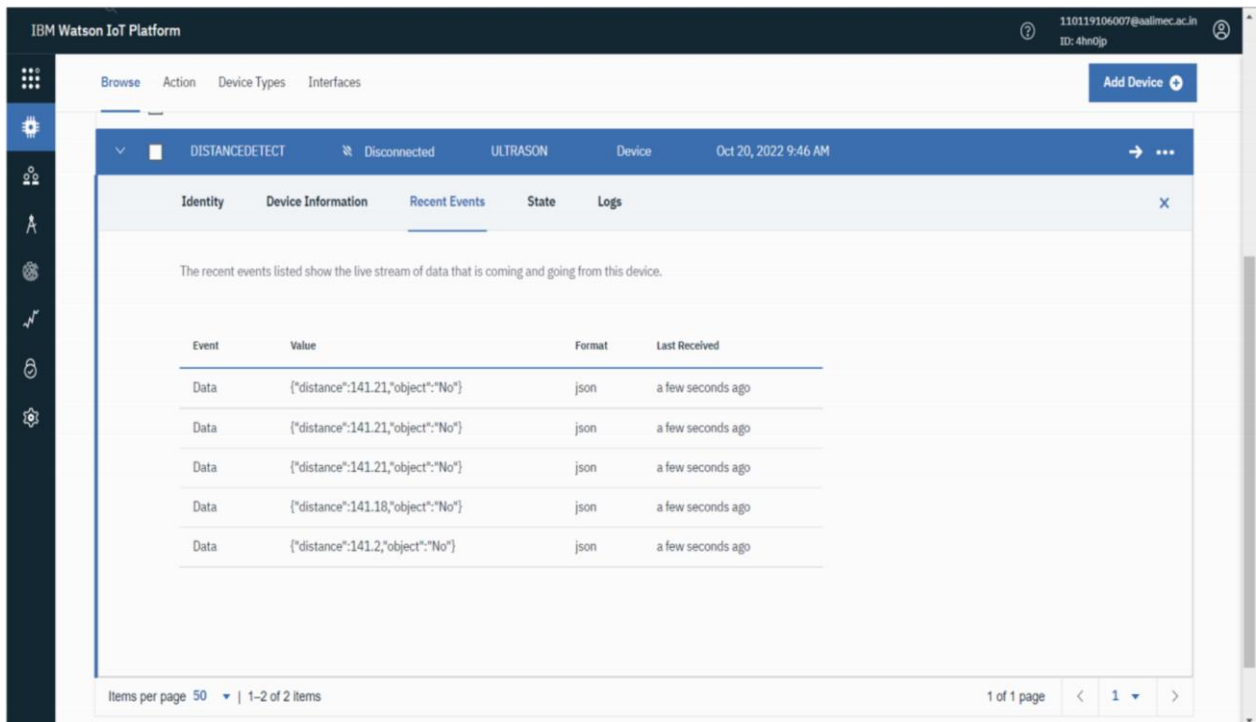 IBM Watson IoT Platform
110119106007@aalimec.ac.in
ID: 4hn0jp
Browse Action Device Types Interfaces
Add Device
DISTANCEDETECT Disconnected ULTRASON Device Oct 20, 2022 9:46 AM
Identity Device Information Recent Events State Logs
The recent events listed show the live stream of data that is coming and going from this device.
Event Value Format Last Received
Data {"distance":141.21,"object":"No"} json a few seconds ago
Data {"distance":141.21,"object":"No"} json a few seconds ago
Data {"distance":141.21,"object":"No"} json a few seconds ago
Data {"distance":141.18,"object":"No"} json a few seconds ago
Data {"distance":141.2,"object":"No"} json a few seconds ago
Items per page 50 | 1–2 of 2 items 1 of 1 page 1